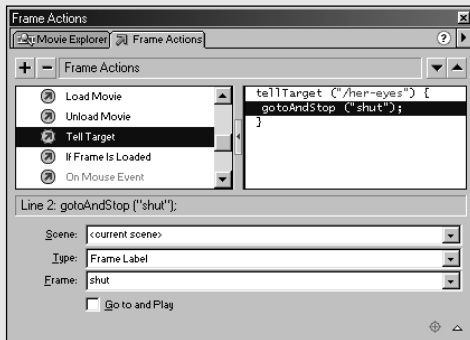 Frame Actions
Movie Explorer Frame Actions
Frame Actions
Load Movie
Unload Movie
Tell Target
If Frame Is Loaded
On Mouse Event
tellTarget ("/her-eyes") {
gotoAndStop ("shut");
}
Line 2: gotoAndStop ("shut");
Scene: <current scene>
Type: Frame Label
Frame: shut
Go to and Play